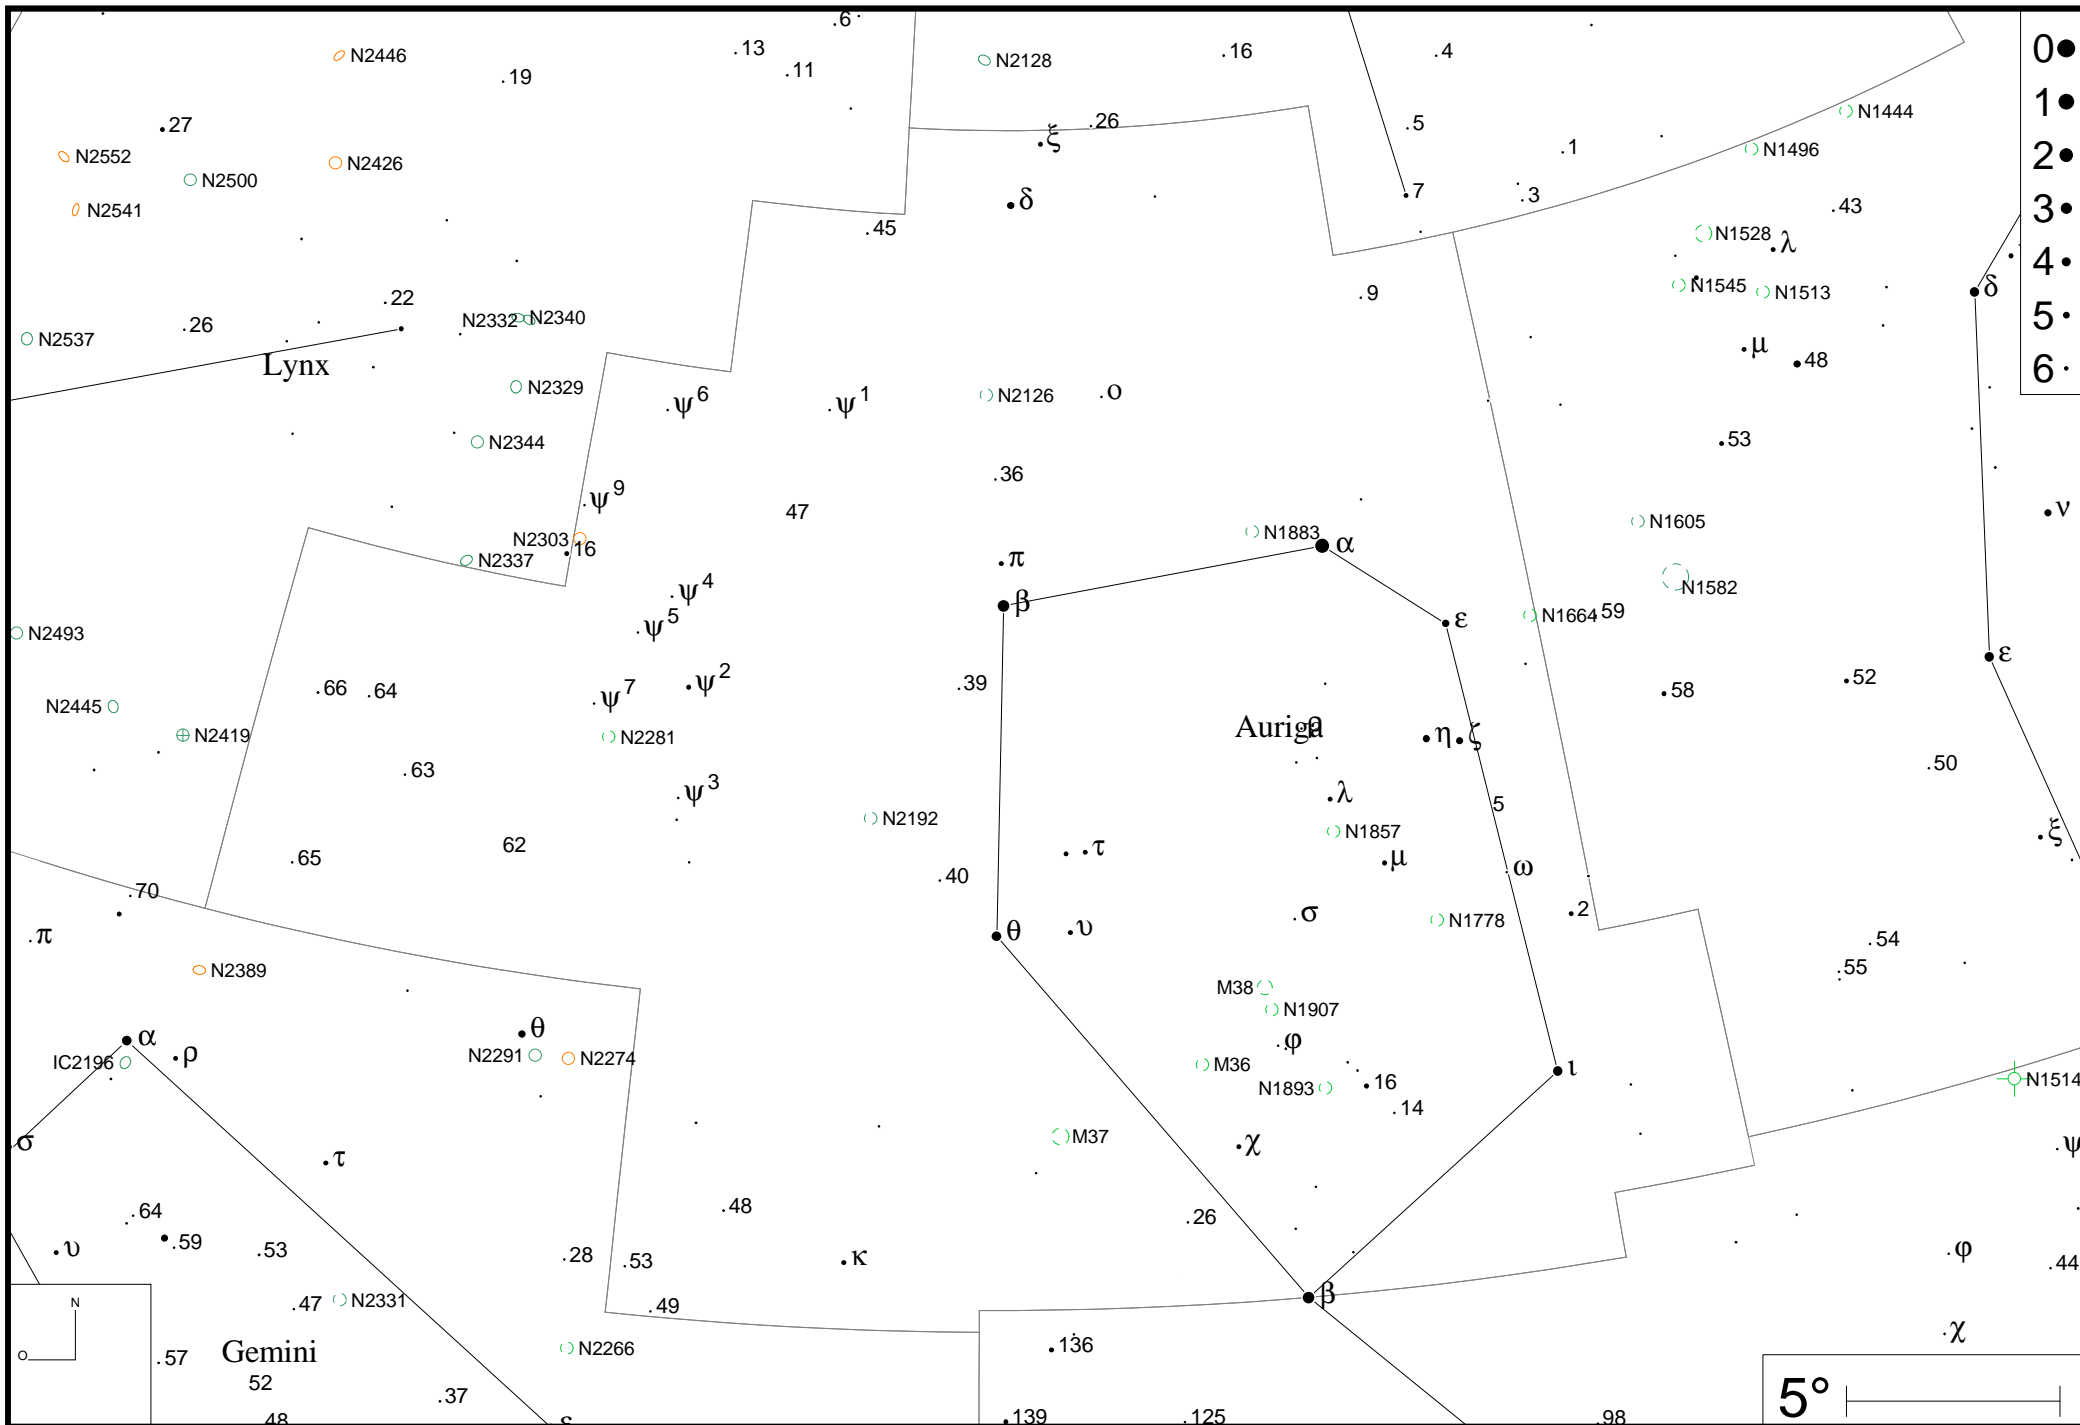 .6
0
N2446
.13
N2128
.16
.4
1
.19
.11
N1444
.27
.26
.5
ξ
.1
N1496
2
N2552
N2426
N2500
.7
.3
N2541
δ
.43
3
.45
N1528
λ
4
.9
N1545
N1513
δ
.22
N2332
N2340
5
.26
N2537
Lynx
μ
48
6
N2329
ψ6
ψ1
N2126
ο
N2344
.53
.36
ψ9
47
N1605
ν
N2303
16
N1883
α
N2337
π
ψ4
N1582
β
ψ5
ε
N1664
59
N2493
ε
.39
ψ2
.66
.64
ψ7
.58
.52
N2445
N2419
N2281
Auriga
ρ
η
ζ
.63
.50
ψ3
λ
5
N2192
N1857
ξ
.65
62
τ
μ
.70
.40
ω
π
θ
υ
σ
N1778
.2
.54
N2389
.55
M38
N1907
α
ρ
θ
φ
IC2196
N2291
N2274
M36
N1893
16
ι
N1514
.14
σ
τ
M37
χ
ψ
.64
.48
.26
υ
.59
.53
.28
.53
κ
φ
.44
N
.47
N2331
.49
β
O
Gemini
N2266
.136
χ
.57
52
.37
5°
48
ε
.139
.125
.98